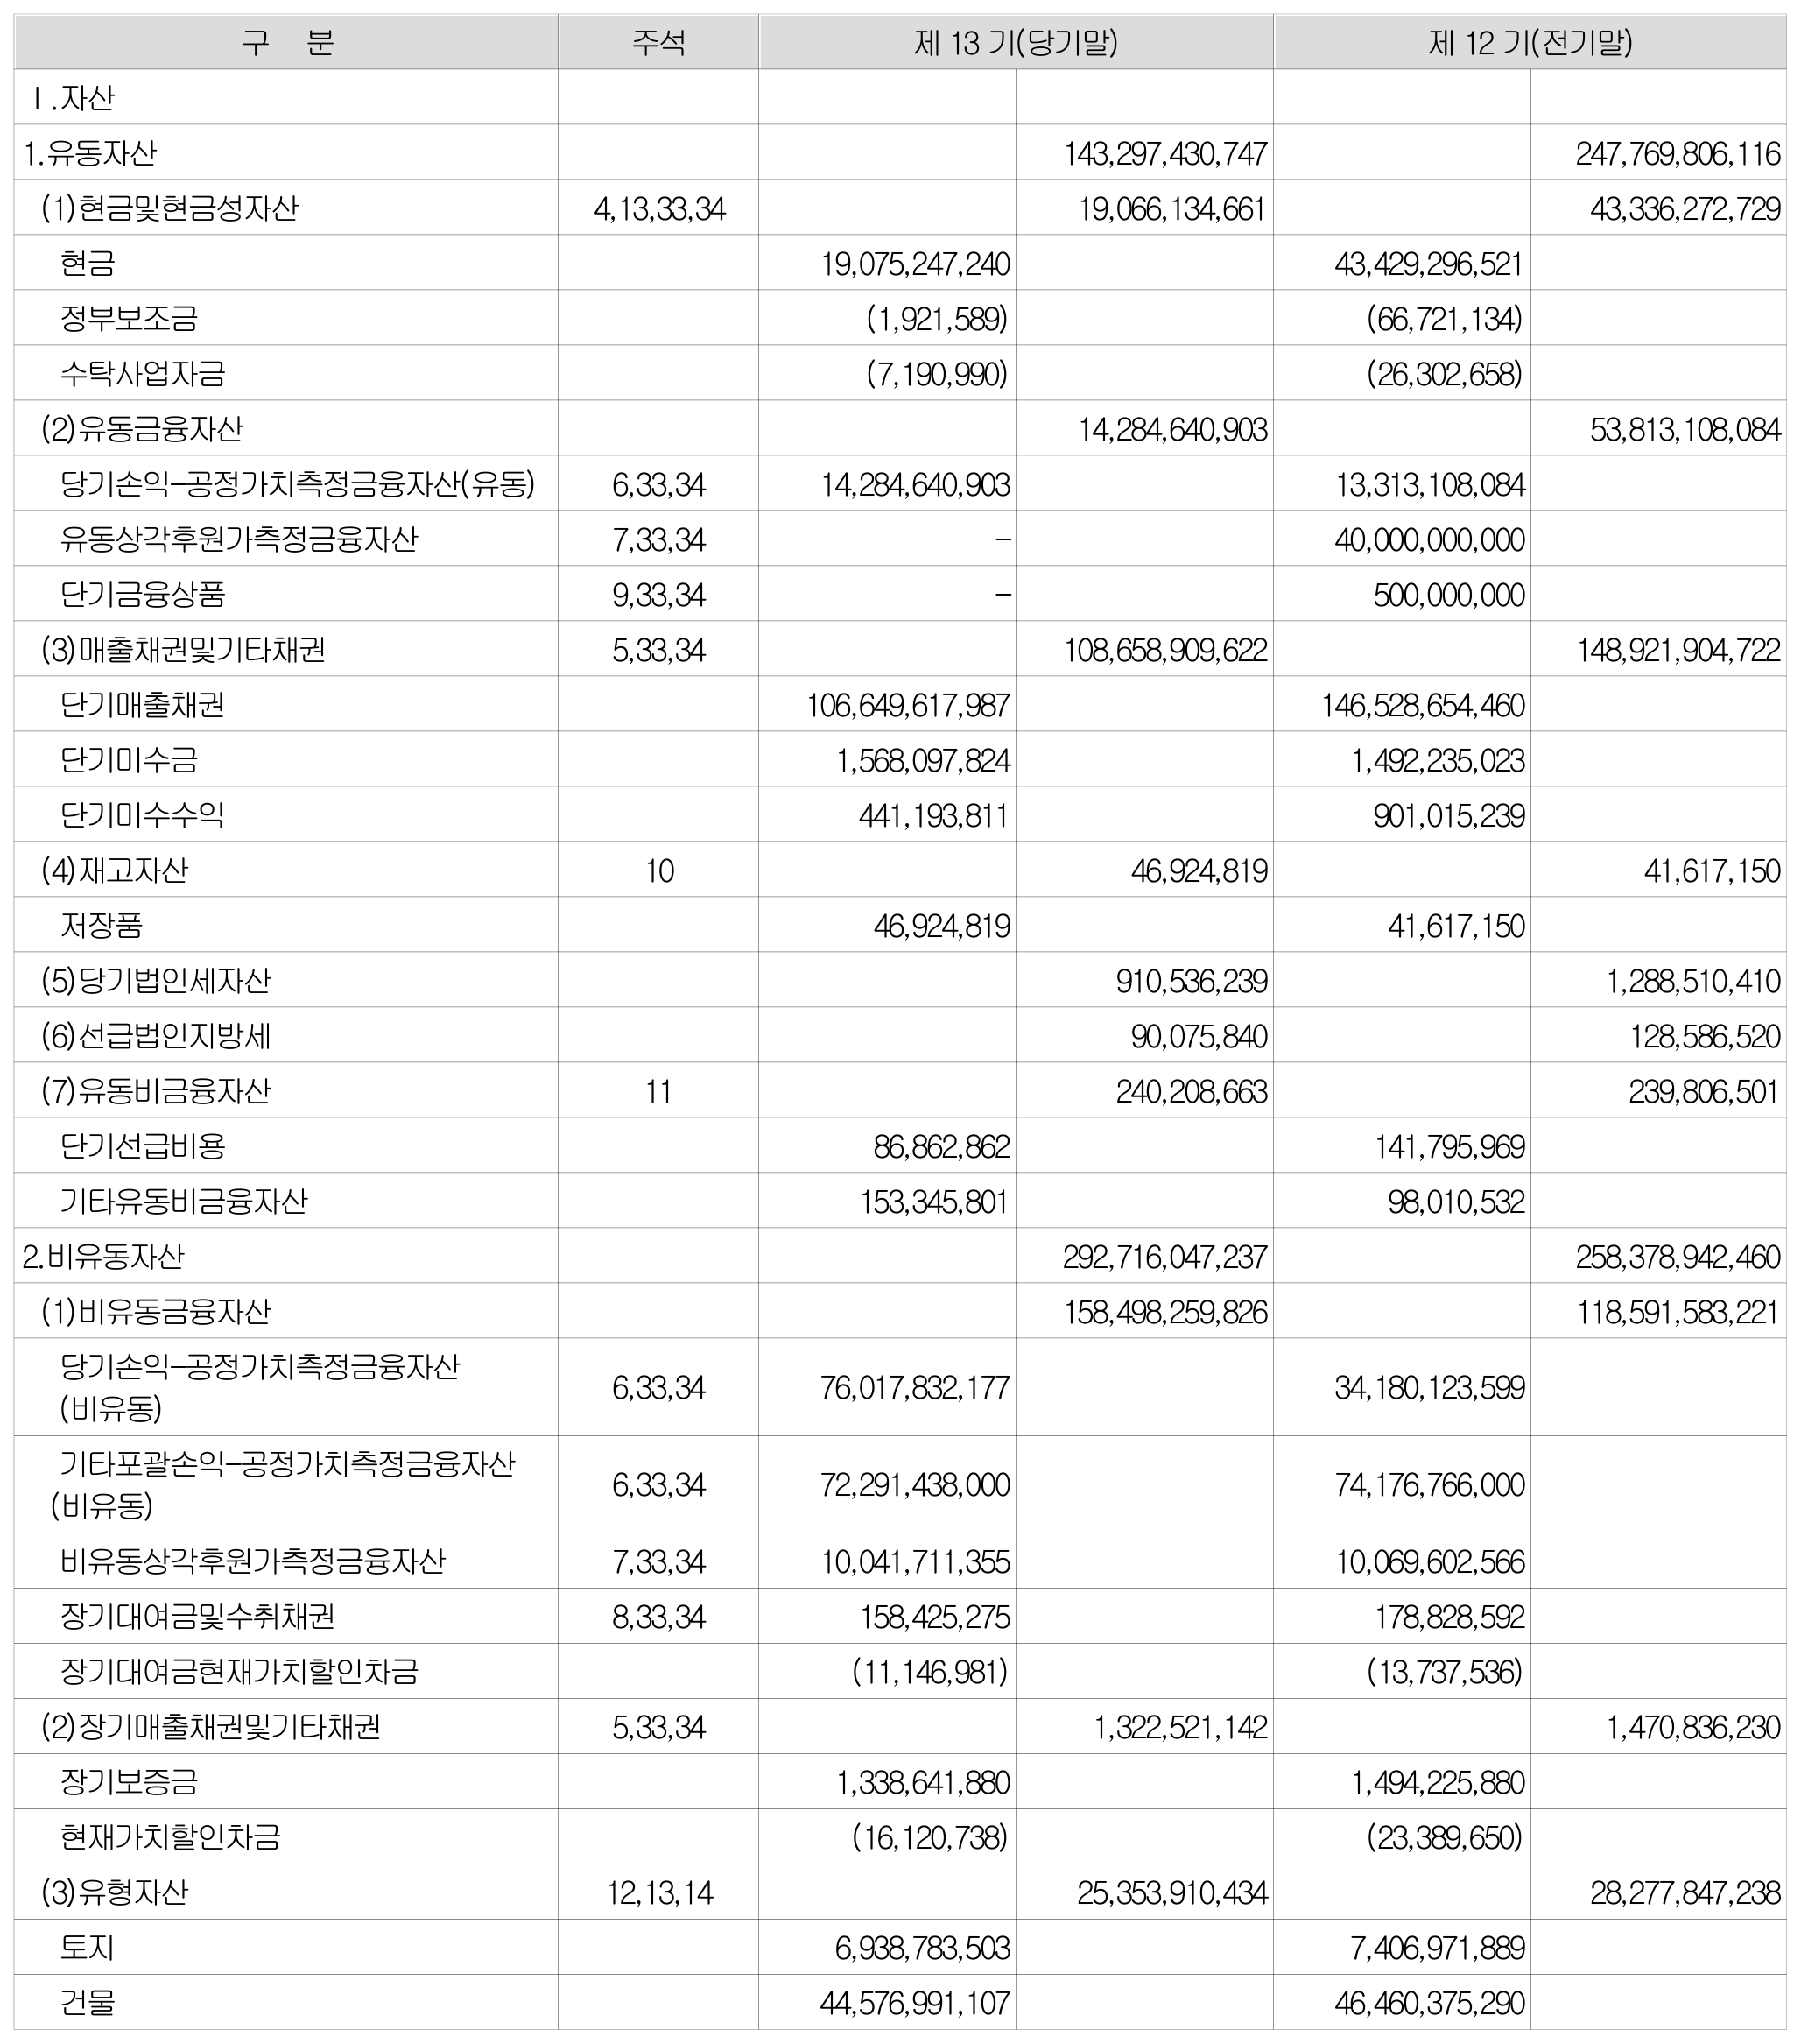 구 분 주석 제 13 기(당기말) 제 12 기(전기말)
Ⅰ.자산
1.유동자산 143,297,430,747 247,769,806,116
(1)현금및현금성자산 4,13,33,34 19,066,134,661 43,336,272,729
현금 19,075,247,240 43,429,296,521
정부보조금 (1,921,589) (66,721,134)
수탁사업자금 (7,190,990) (26,302,658)
(2)유동금융자산 14,284,640,903 53,813,108,084
당기손익-공정가치측정금융자산(유동) 6,33,34 14,284,640,903 13,313,108,084
유동상각후원가측정금융자산 7,33,34 - 40,000,000,000
단기금융상품 9,33,34 - 500,000,000
(3)매출채권및기타채권 5,33,34 108,658,909,622 148,921,904,722
단기매출채권 106,649,617,987 146,528,654,460
단기미수금 1,568,097,824 1,492,235,023
단기미수수익 441,193,811 901,015,239
(4)재고자산 10 46,924,819 41,617,150
저장품 46,924,819 41,617,150
(5)당기법인세자산 910,536,239 1,288,510,410
(6)선급법인지방세 90,075,840 128,586,520
(7)유동비금융자산 11 240,208,663 239,806,501
단기선급비용 86,862,862 141,795,969
기타유동비금융자산 153,345,801 98,010,532
2.비유동자산 292,716,047,237 258,378,942,460
(1)비유동금융자산 158,498,259,826 118,591,583,221
당기손익-공정가치측정금융자산
(비유동) 6,33,34 76,017,832,177 34,180,123,599
기타포괄손익-공정가치측정금융자산
(비유동) 6,33,34 72,291,438,000 74,176,766,000
비유동상각후원가측정금융자산 7,33,34 10,041,711,355 10,069,602,566
장기대여금및수취채권 8,33,34 158,425,275 178,828,592
장기대여금현재가치할인차금 (11,146,981) (13,737,536)
(2)장기매출채권및기타채권 5,33,34 1,322,521,142 1,470,836,230
장기보증금 1,338,641,880 1,494,225,880
현재가치할인차금 (16,120,738) (23,389,650)
(3)유형자산 12,13,14 25,353,910,434 28,277,847,238
토지 6,938,783,503 7,406,971,889
건물 44,576,991,107 46,460,375,290